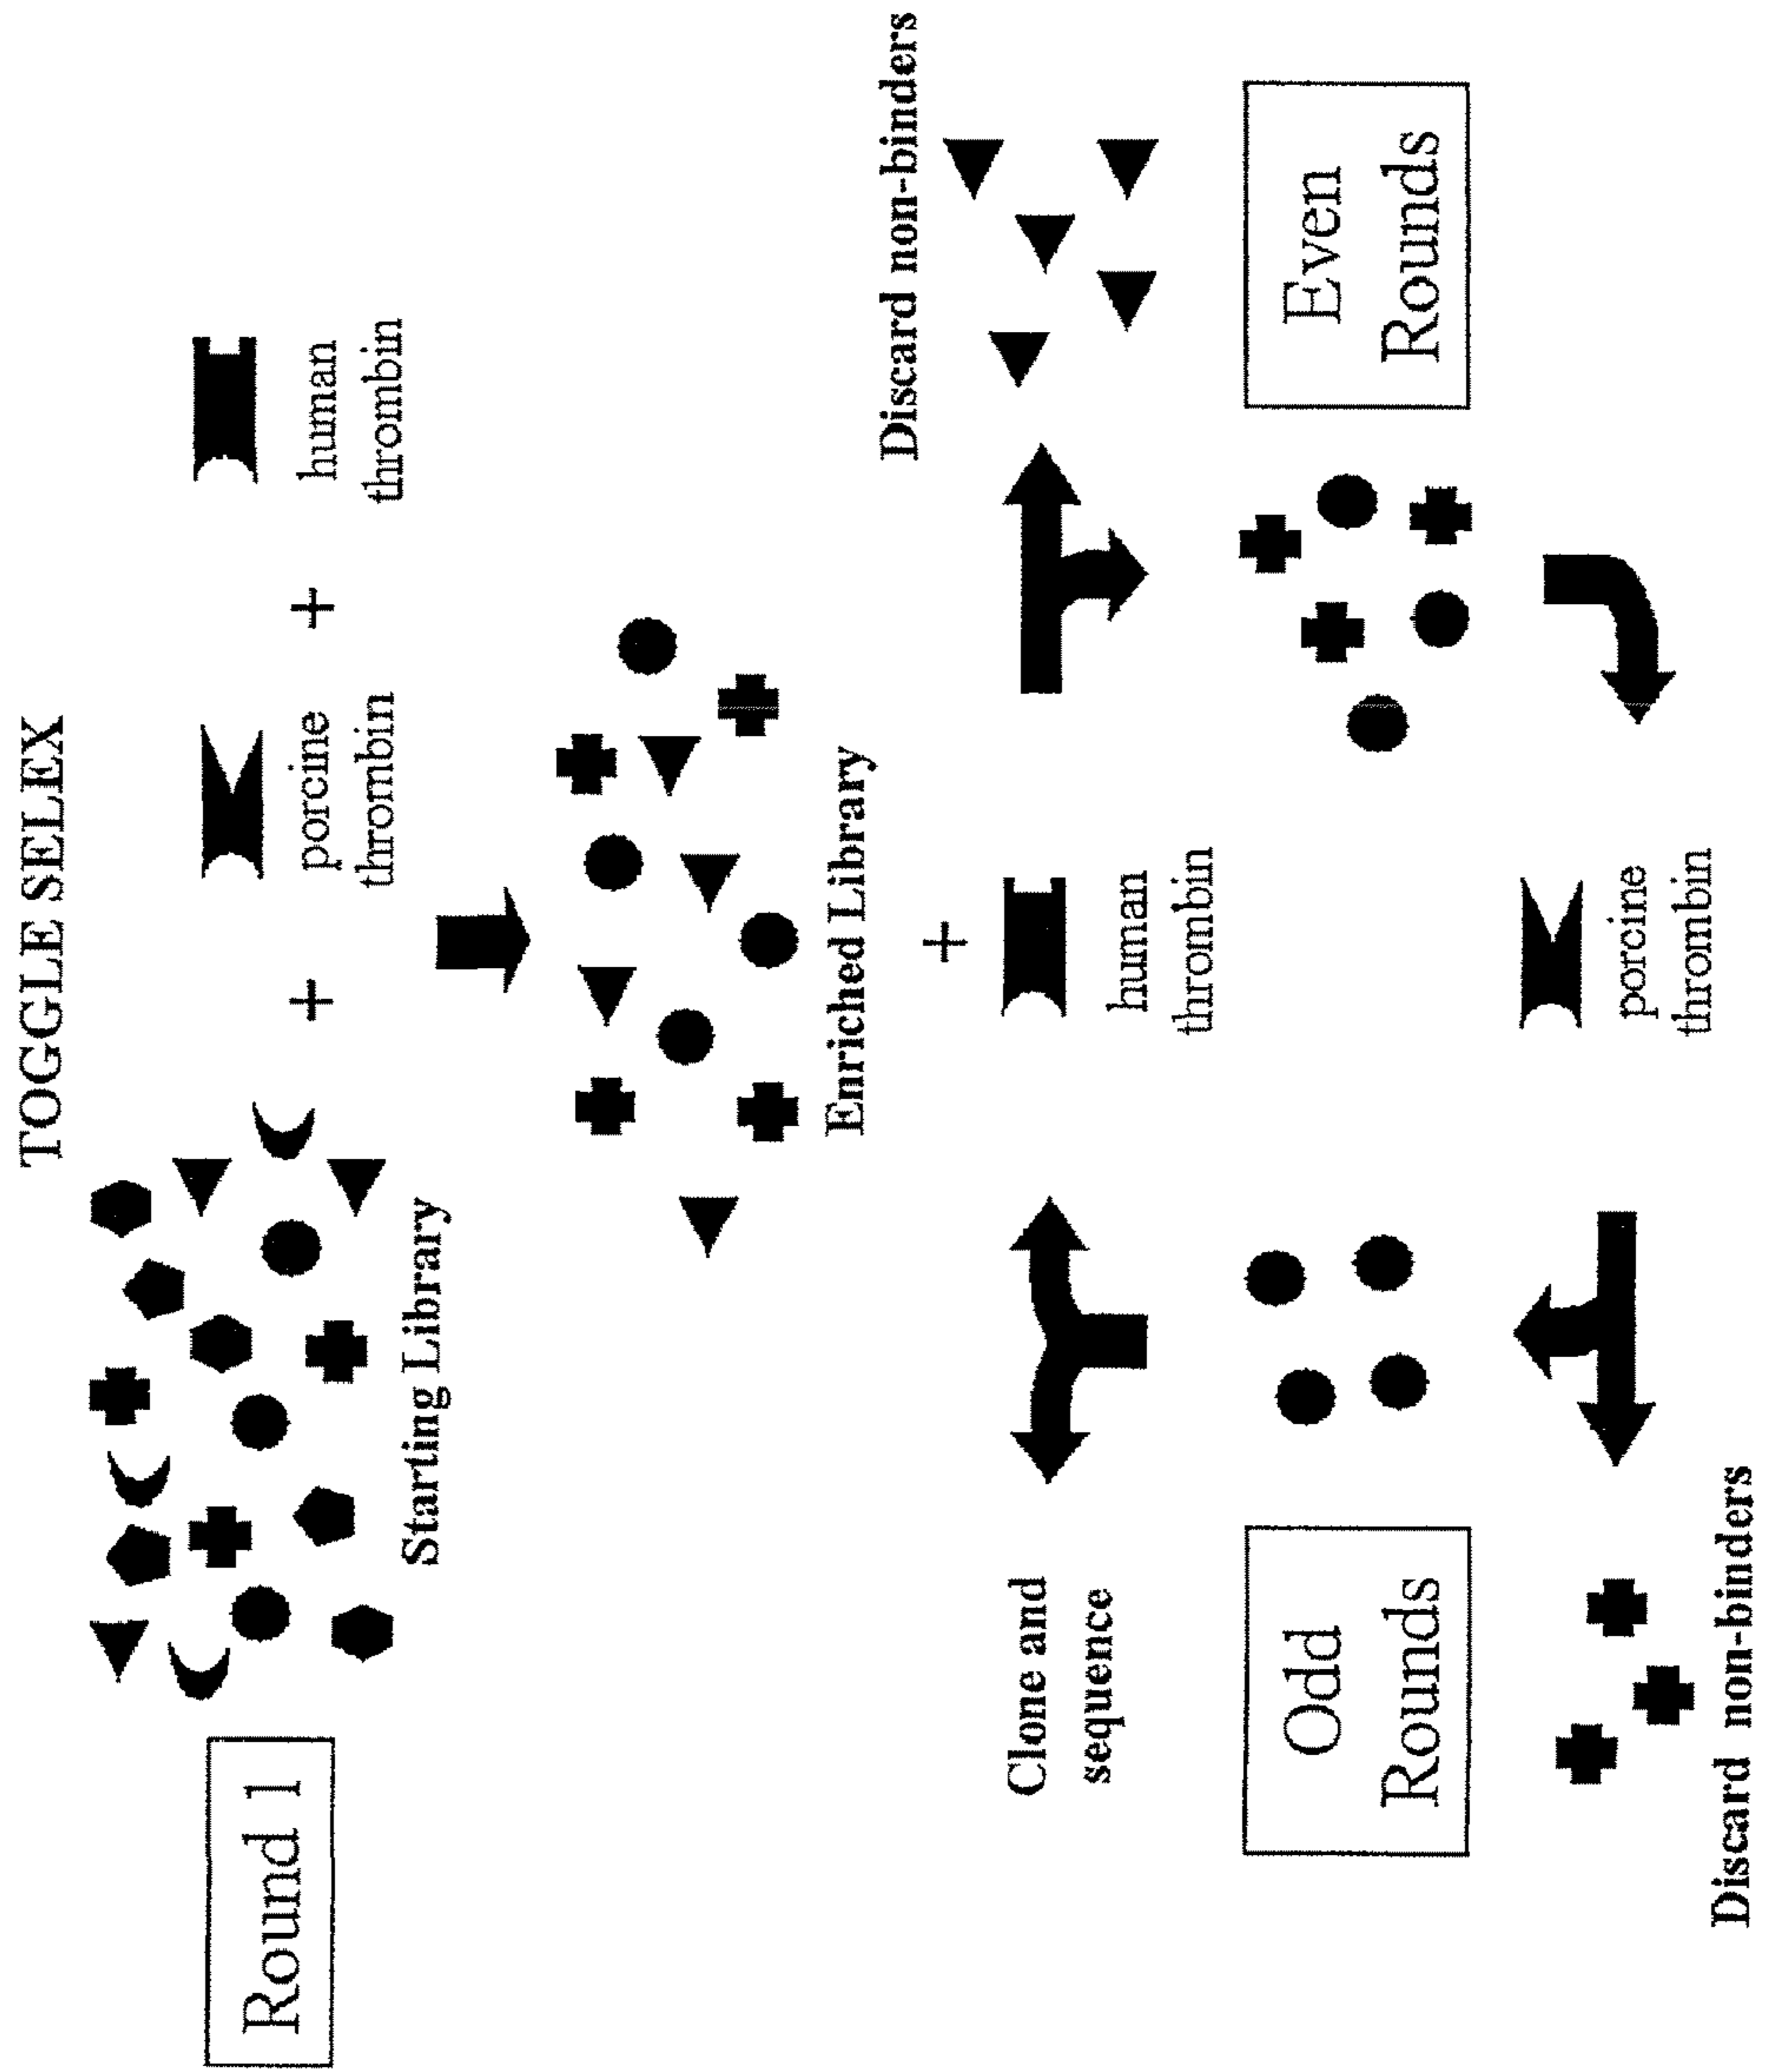 TOGGLE SELEX
Round 1
Starting Library
+
porcine
thrombin
+
human
thrombin
Enriched Library
+
human
thrombin
Discard non-binders
Even
Rounds
porcine
thrombin
Discard non-binders
Odd
Rounds
Clone and
sequence